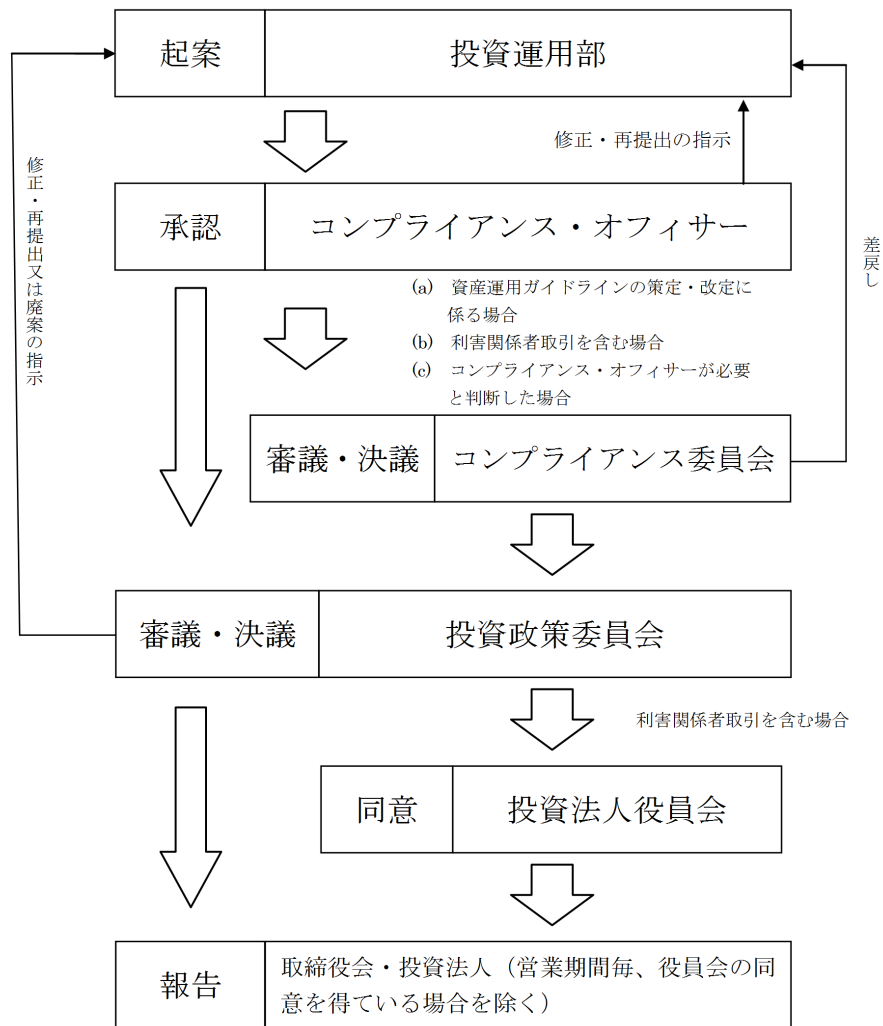 起案
投資運用部
修正・再提出の指示
修正・再提出又は廃案の指示
承認
コンプライアンス・オフィサー
差戻し
(a) 資産運用ガイドラインの策定・改定に
係る場合
(b) 利害関係者取引を含む場合
(c) コンプライアンス・オフィサーが必要
と判断した場合
審議・決議
コンプライアンス委員会
審議・決議
投資政策委員会
利害関係者取引を含む場合
同意
投資法人役員会
報告
取締役会・投資法人（営業期間毎、役員会の同
意を得ている場合を除く）